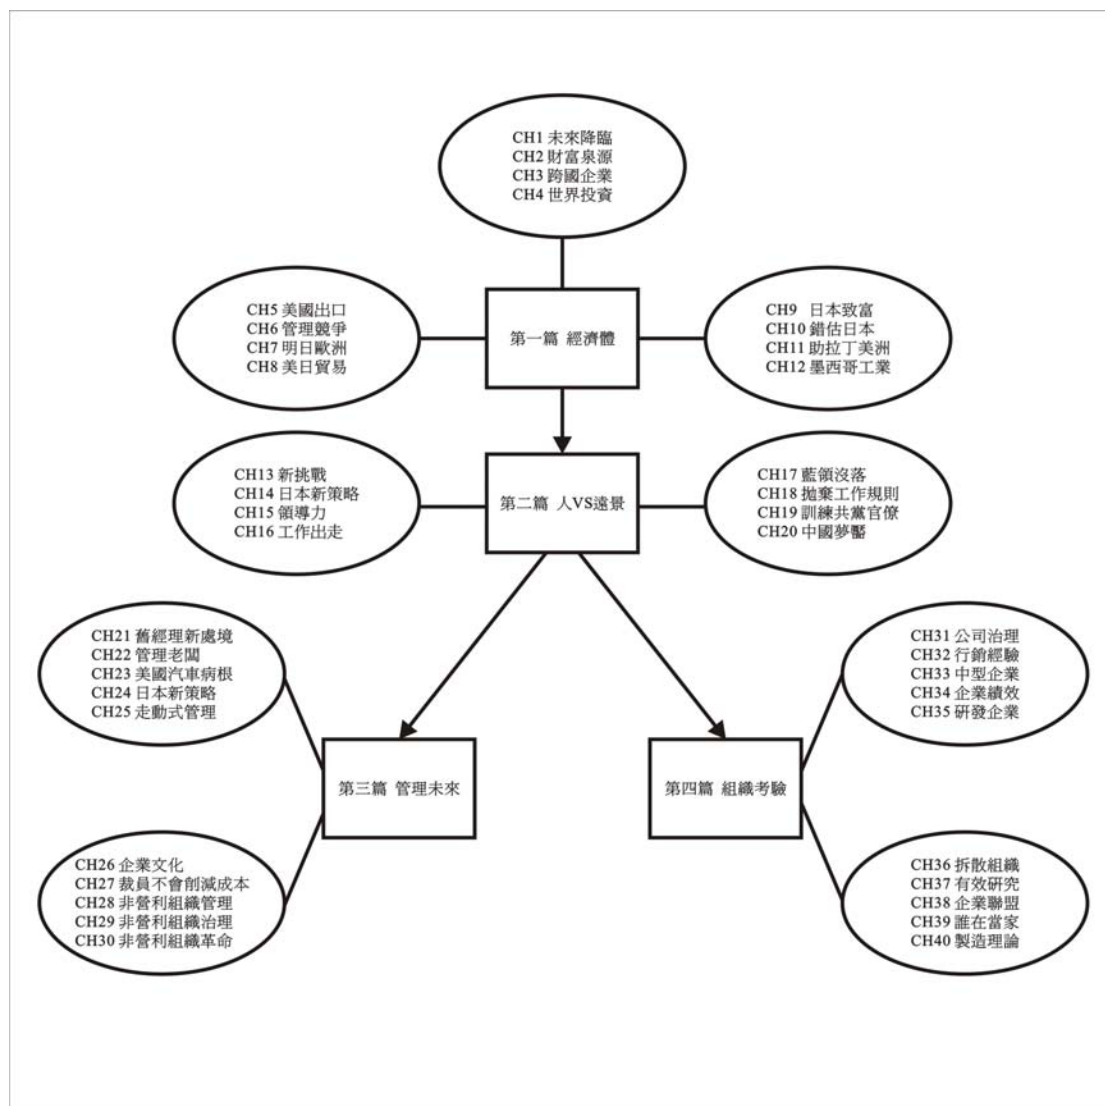 CH1 未來降臨
CH2 財富泉源
CH3 跨國企業
CH4 世界投資
CH5 美國出口
CH6 管理競爭
CH7 明日歐洲
CH8 美日貿易
第一篇 經濟體
CH9 日本致富
CH10 錯估日本
CH11 助拉丁美洲
CH12 墨西哥工業
CH13 新挑戰
CH14 日本新策略
CH15 領導力
CH16 工作出走
第二篇 人VS遠景
CH17 藍領沒落
CH18 拋棄工作規則
CH19 訓練共黨官僚
CH20 中國夢魘
CH21 舊經理新處境
CH22 管理老闆
CH23 美國汽車病根
CH24 日本新策略
CH25 走動式管理
第三篇 管理未來
CH26 企業文化
CH27 裁員不會削減成本
CH28 非營利組織管理
CH29 非營利組織治理
CH30 非營利組織革命
CH31 公司治理
CH32 行銷經驗
CH33 中型企業
CH34 企業績效
CH35 研發企業
第四篇 組織考驗
CH36 拆散組織
CH37 有效研究
CH38 企業聯盟
CH39 誰在當家
CH40 製造理論